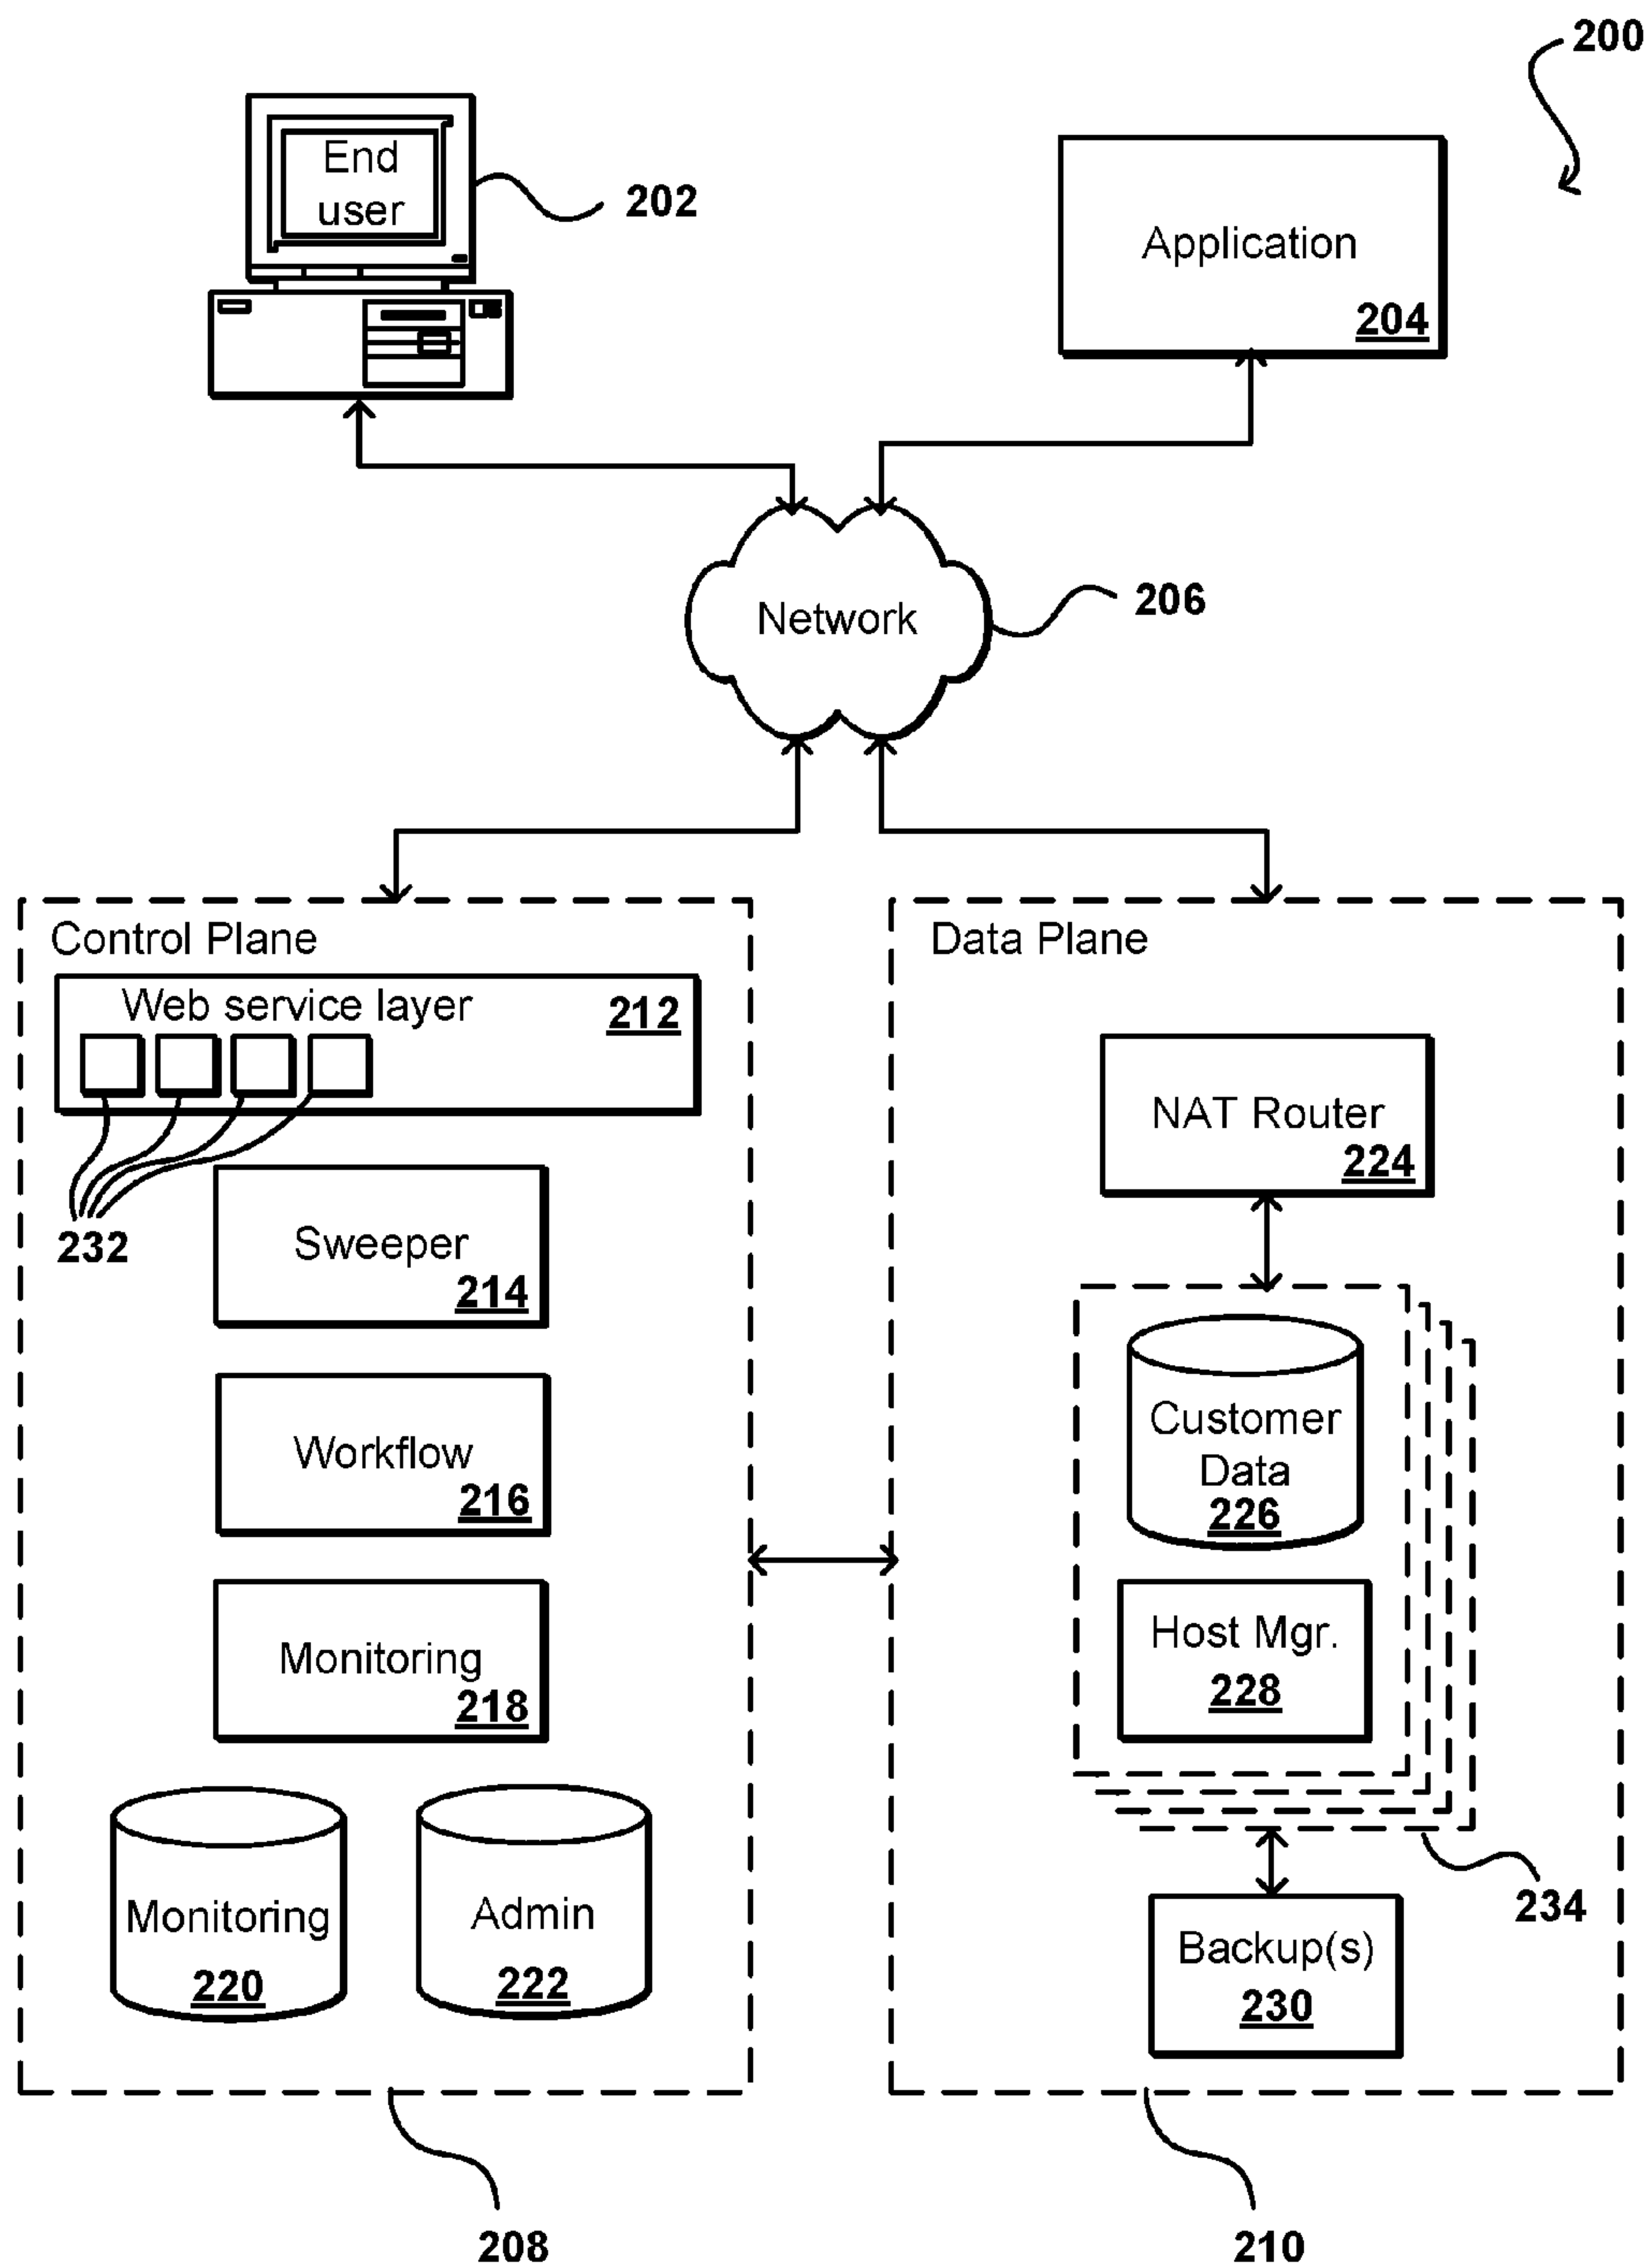 200
End
user
202
Application
204
Network
206
Control Plane
Web service layer
212
232
Sweeper
214
Workflow
216
Monitoring
218
Monitoring
220
Admin
222
208
Data Plane
NAT Router
224
Customer
Data
226
Host Mgr.
228
234
Backup(s)
230
210